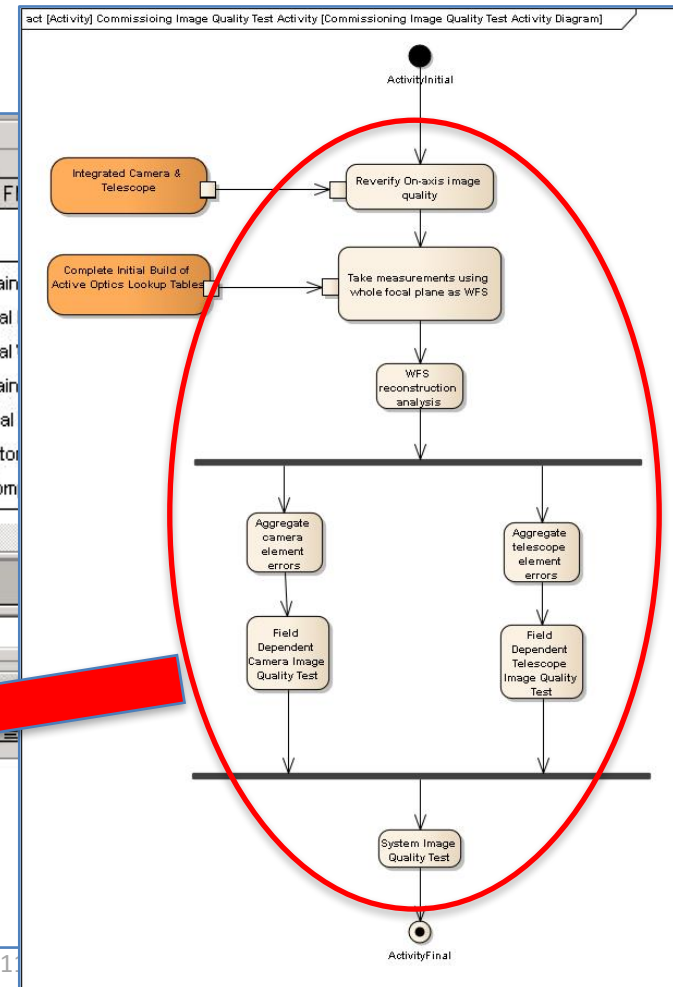 act [Activity] Commissioing Image Quality Test Activity [Commissioning Image Quality Test Activity Diagram]
ActivityInitial
Integrated Camera &
Telescope
Reverify On-axis image
quality
Complete Initial Build of
Active Optics Lookup Tables
Take measurements using
whole focal plane as WFS
WFS
reconstruction
analysis
Aggregate
camera
element
errors
Aggregate
telescope
element
errors
Field
Dependent
Camera Image
Quality Test
Field
Dependent
Telescope
Image Quality
Test
System Image
Quality Test
ActivityFinal